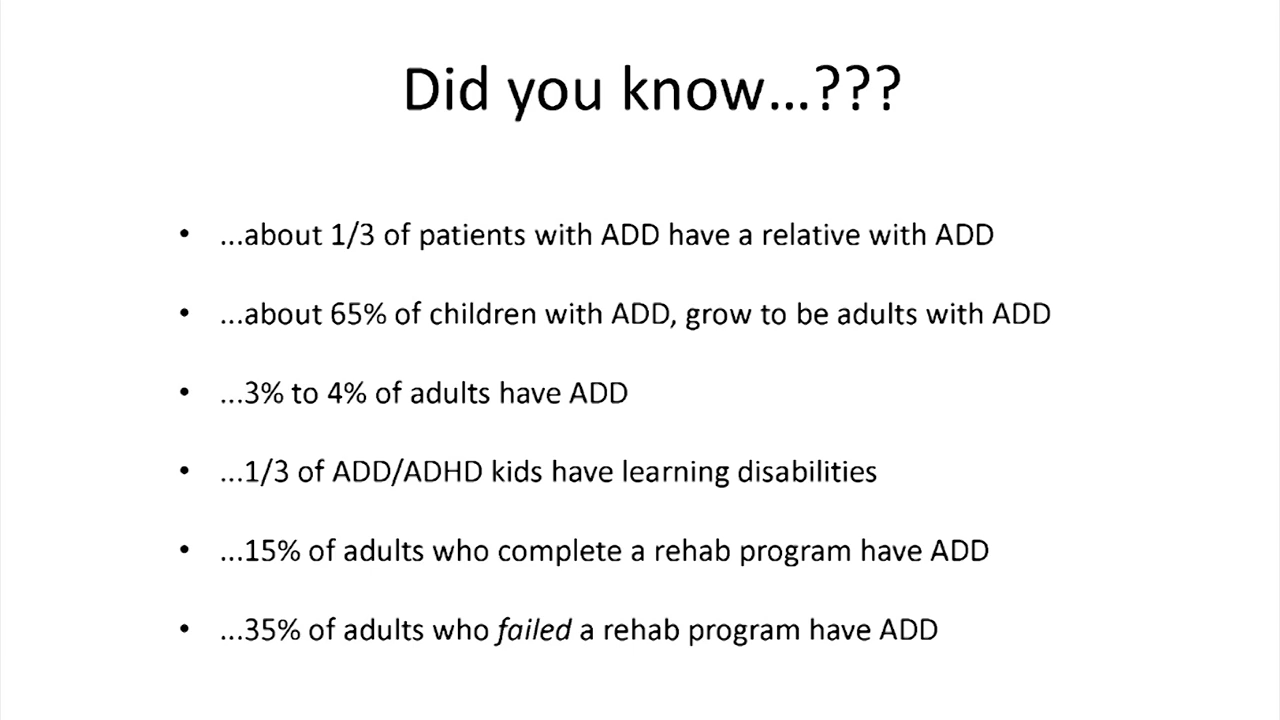 Did you know...???
• ...about 1/3 of patients with ADD have a relative with ADD
• ...about 65% of children with ADD, grow to be adults with ADD
• ...3% to 4% of adults have ADD
• ...1/3 of ADD/ADHD kids have learning disabilities
• ...15% of adults who complete a rehab program have ADD
• ...35% of adults who failed a rehab program have ADD